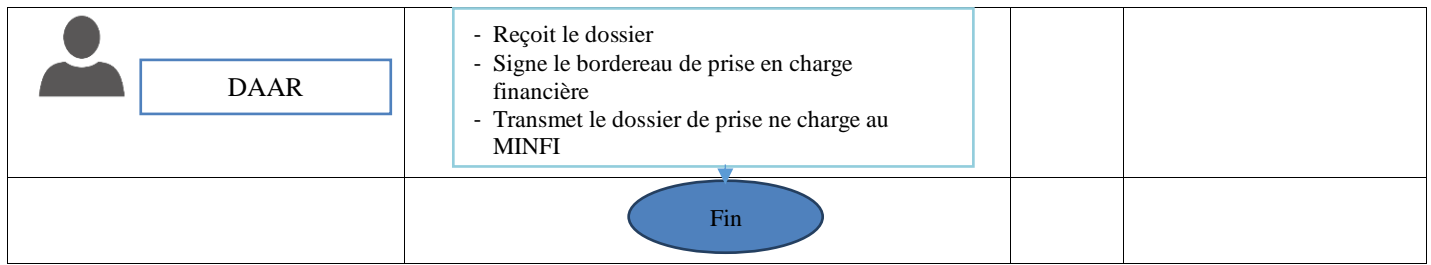 DAAR
- Reçoit le dossier
- Signe le bordereau de prise en charge
financière
- Transmet le dossier de prise ne charge au
MINFI
Fin